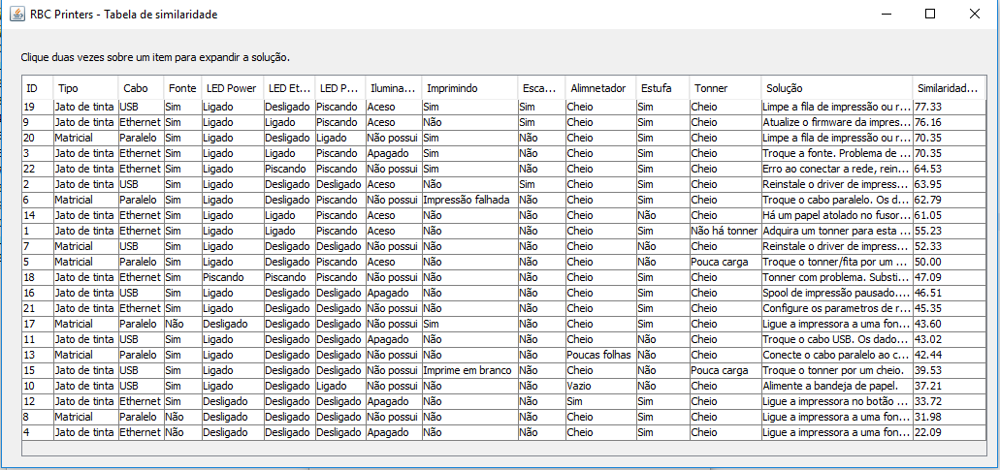 RBC Printers - Tabela de similaridade
Clique duas vezes sobre um item para expandir a solução.
ID Tipo Cabo Fonte LED Power LED Et... LED P... Ilumina... Imprimindo Esca... Alimnetador Estufa Tonner Solução Similaridad...
19 Jato de tinta USB Sim Ligado Desligado Piscando Aceso Sim Sim Cheio Sim Cheio Limpe a fila de impressão ou r... 77.33
9 Jato de tinta Ethernet Sim Ligado Ligado Piscando Aceso Não Sim Cheio Sim Cheio Atualize o firmware da impres... 76.16
20 Matricial Paralelo Sim Ligado Desligado Ligado Não possui Sim Não Cheio Sim Cheio Limpe a fila de impressão ou r... 70.35
3 Jato de tinta Ethernet Sim Ligado Ligado Piscando Apagado Sim Não Cheio Sim Cheio Troque a fonte. Problema de ... 70.35
22 Jato de tinta Ethernet Sim Ligado Piscando Piscando Não possui Sim Não Cheio Sim Cheio Erro ao conectar a rede, rein... 64.53
2 Jato de tinta USB Sim Ligado Desligado Desligado Aceso Não Sim Cheio Sim Cheio Reinstale o driver de impress... 63.95
6 Matricial Paralelo Sim Ligado Desligado Piscando Não possui Impressão falhada Não Cheio Sim Cheio Troque o cabo paralelo. Os d... 62.79
14 Jato de tinta Ethernet Sim Ligado Ligado Piscando Aceso Não Não Cheio Não Cheio Há um papel atolado no fusor... 61.05
1 Jato de tinta Ethernet Sim Ligado Ligado Piscando Aceso Não Não Cheio Sim Não há tonner Adquira um tonner para esta ... 55.23
7 Matricial USB Sim Ligado Desligado Desligado Não possui Não Não Cheio Não Cheio Reinstale o driver de impress... 52.33
5 Matricial Paralelo Sim Ligado Desligado Piscando Aceso Não Não Cheio Não Pouca carga Troque o tonner/fita por um ... 50.00
18 Jato de tinta Ethernet Sim Piscando Piscando Piscando Não possui Não Não Cheio Sim Cheio Tonner com problema. Substi... 47.09
16 Jato de tinta USB Sim Ligado Desligado Desligado Apagado Não Não Cheio Sim Cheio Spool de impressão pausado.... 46.51
21 Jato de tinta Ethernet Sim Ligado Desligado Desligado Não possui Não Não Cheio Sim Cheio Configure os parametros de r... 45.35
17 Matricial Paralelo Não Desligado Desligado Desligado Não possui Sim Não Cheio Sim Cheio Ligue a impressora a uma fon... 43.60
11 Jato de tinta USB Sim Ligado Desligado Desligado Apagado Não Não Cheio Não Cheio Troque o cabo USB. Os dado... 43.02
13 Matricial Paralelo Sim Ligado Desligado Desligado Não possui Não Não Poucas folhas Não Cheio Conecte o cabo paralelo ao c... 42.44
15 Jato de tinta USB Sim Ligado Desligado Desligado Não possui Imprime em branco Não Cheio Não Pouca carga Troque o tonner por um cheio. 39.53
10 Jato de tinta USB Sim Ligado Desligado Ligado Não possui Não Não Vazio Não Cheio Alimente a bandeja de papel. 37.21
12 Jato de tinta Ethernet Sim Desligado Desligado Desligado Apagado Não Não Sim Sim Cheio Ligue a impressora no botão ... 33.72
8 Matricial Paralelo Não Desligado Desligado Desligado Não possui Não Não Cheio Sim Cheio Ligue a impressora a uma fon... 31.98
4 Jato de tinta Ethernet Não Desligado Desligado Desligado Apagado Não Não Cheio Sim Cheio Ligue a impressora a uma fon... 22.09